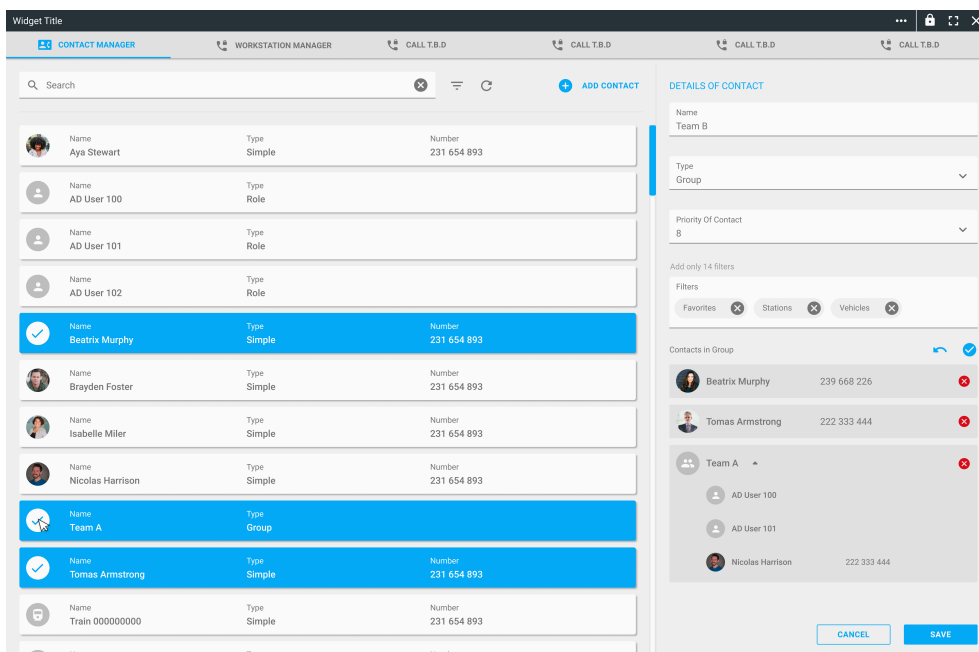 Widget Title
CONTACT MANAGER WORKSTATION MANAGER CALL T.B.D CALL T.B.D CALL T.B.D CALL T.B.D
Search
ADD CONTACT
Name Type Number
Aya Stewart Simple 231 654 893
Name Type
AD User 100 Role
Name Type
AD User 101 Role
Name Type
AD User 102 Role
Name Type Number
Beatrix Murphy Simple 231 654 893
Name Type Number
Brayden Foster Simple 231 654 893
Name Type Number
Isabelle Miler Simple 231 654 893
Name Type Number
Nicolas Harrison Simple 231 654 893
Name Type
Team A Group
Name Type Number
Tomas Armstrong Simple 231 654 893
Name Type Number
Train 000000000 Simple 231 654 893
DETAILS OF CONTACT
Name
Team B
Type
Group
Priority Of Contact
8
Add only 14 filters
Filters
Favorites Stations Vehicles
Contacts in Group
Beatrix Murphy 239 668 226
Tomas Armstrong 222 333 444
Team A
AD User 100
AD User 101
Nicolas Harrison 222 333 444
CANCEL SAVE